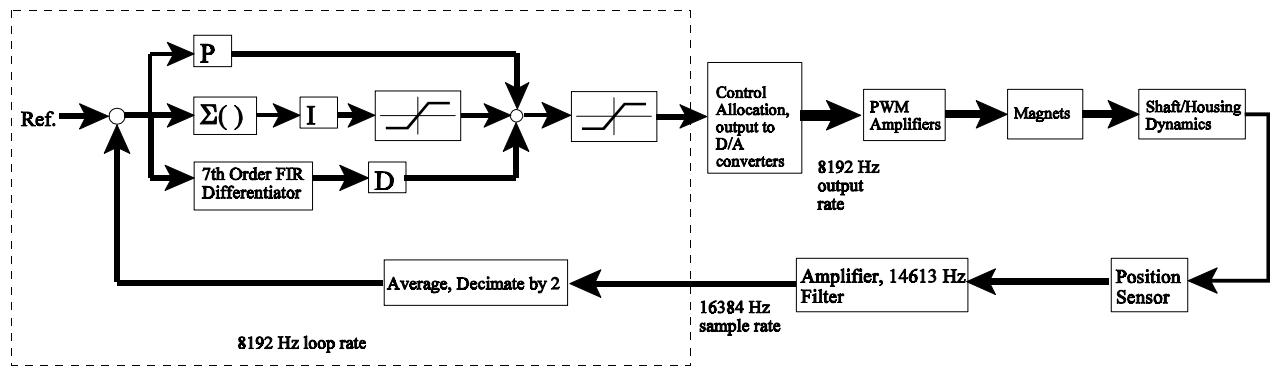 Ref.
P
Σ( )
I
7th Order FIR
Differentiator
D
Control
Allocation,
output to
D/A
converters
8192 Hz
output
rate
PWM
Amplifiers
Magnets
Shaft/Housing
Dynamics
Position
Sensor
Amplifier, 14613 Hz
Filter
16384 Hz
sample rate
Average, Decimate by 2
8192 Hz loop rate